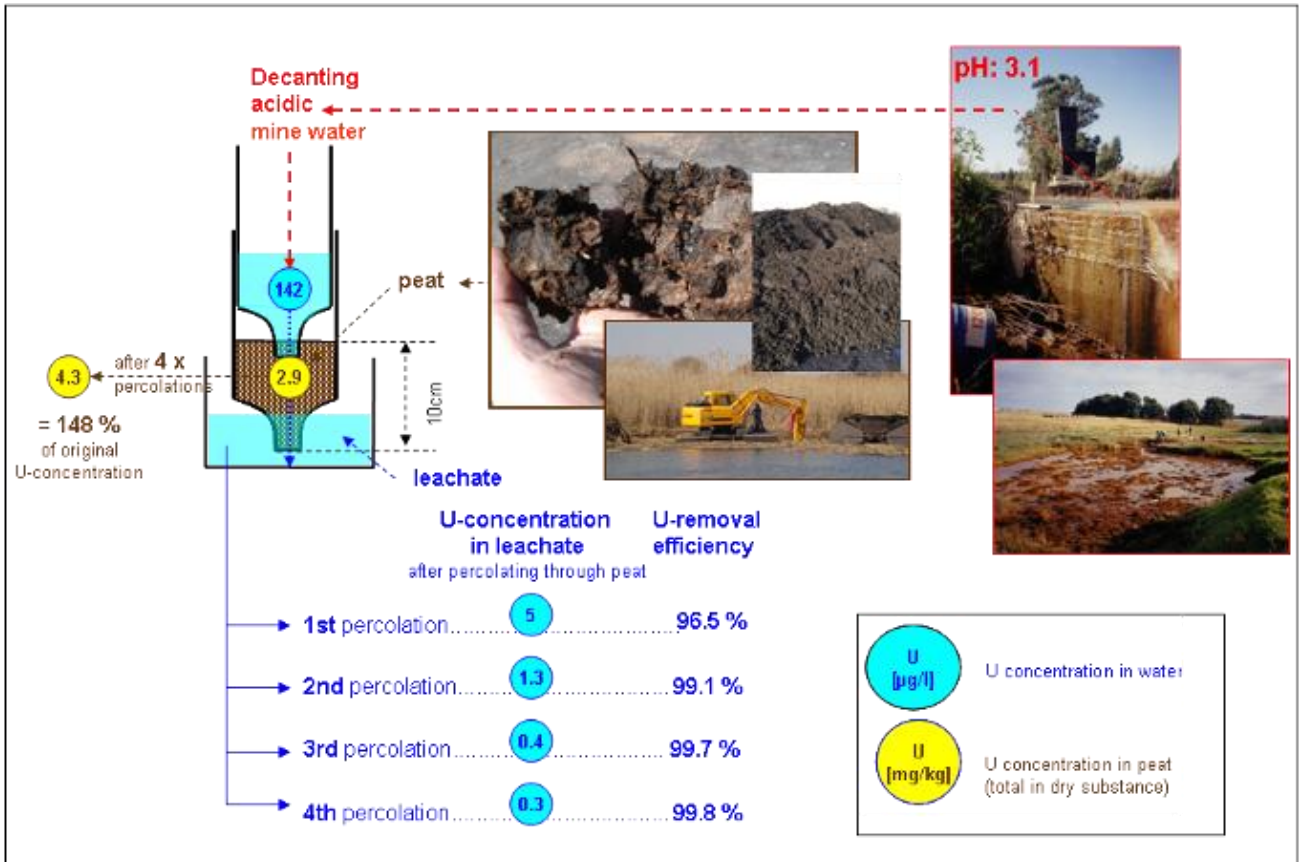 Decanting
acidic
mine water
pH: 3.1
142
peat
4.3
after 4 x
percolations
2.9
10cm
= 148 %
of original
U-concentration
leachate
U-concentration
in leachate
after percolating through peat
U-removal
efficiency
1st percolation
5
96.5 %
2nd percolation
1.3
99.1 %
3rd percolation
0.4
99.7 %
4th percolation
0.3
99.8 %
U
[µg/l]
U concentration in water
U
[mg/kg]
U concentration in peat
(total in dry substance)